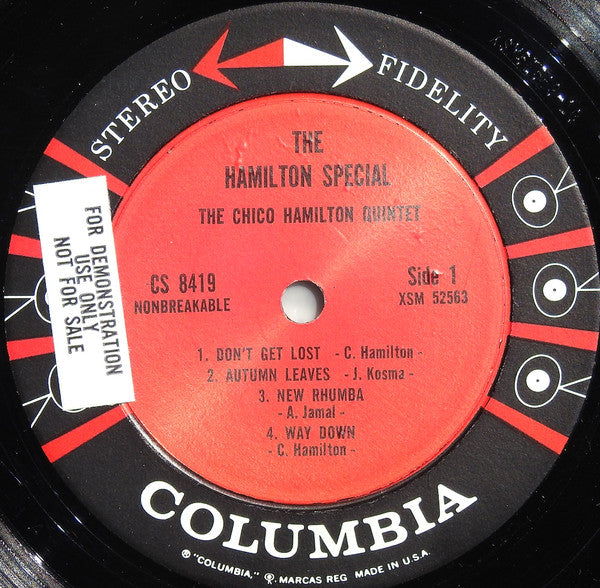 STEREO FIDELITY
THE
HAMILTON SPECIAL
THE CHICO HAMILTON QUINTET
CS 8419
NONBREAKABLE
Side 1
XSM 52563
1. DON'T GET LOST - C. Hamilton -
2. AUTUMN LEAVES - J. Kosma -
3. NEW RHUMBA
- A. Jamal -
4. WAY DOWN
- C. Hamilton -
FOR DEMONSTRATION
USE ONLY
NOT FOR SALE
COLUMBIA
® "COLUMBIA," ®. MARCAS REG MADE IN U.S.A.